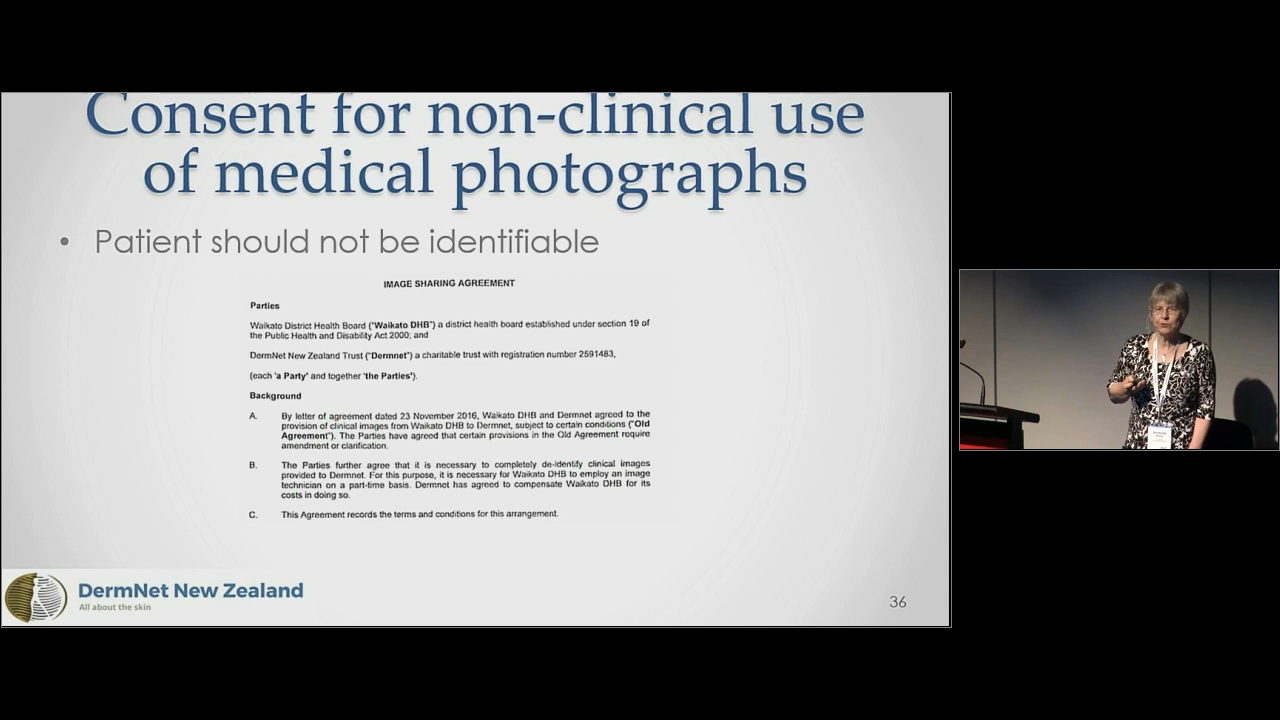 Consent for non-clinical use
of medical photographs
• Patient should not be identifiable
IMAGE SHARING AGREEMENT
Parties
Waikato District Health Board ("Waikato DHB") a district health board established under section 19 of
the Public Health and Disability Act 2000; and
DermNet New Zealand Trust ("Dermnet") a charitable trust with registration number 2591483,
(each 'a Party' and together 'the Parties').
Background
A. By letter of agreement dated 23 November 2016, Waikato DHB and Dermnet agreed to the
provision of clinical images from Waikato DHB to Dermnet, subject to certain conditions ("Old
Agreement"). The Parties have agreed that certain provisions in the Old Agreement require
amendment or clarification.
B. The Parties further agree that it is necessary to completely de-identify clinical images
provided to Dermnet. For this purpose, it is necessary for Waikato DHB to employ an image
technician on a part-time basis. Dermnet has agreed to compensate Waikato DHB for its
costs in doing so.
C. This Agreement records the terms and conditions for this arrangement.
DermNet New Zealand
All about the skin
36